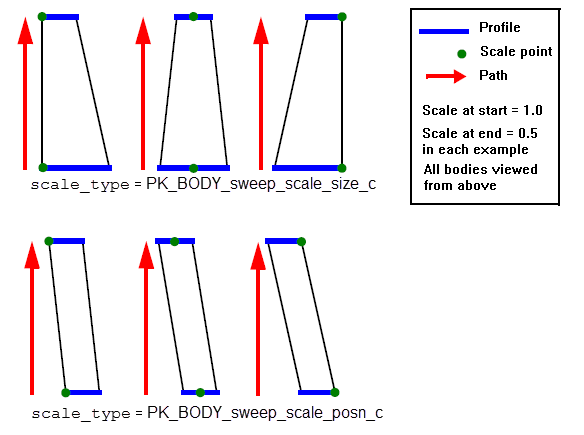 Profile
Scale point
Path
Scale at start = 1.0
Scale at end = 0.5
in each example
All bodies viewed
from above
scale_type = PK_BODY_sweep_scale_size_c
scale_type = PK_BODY_sweep_scale_posn_c